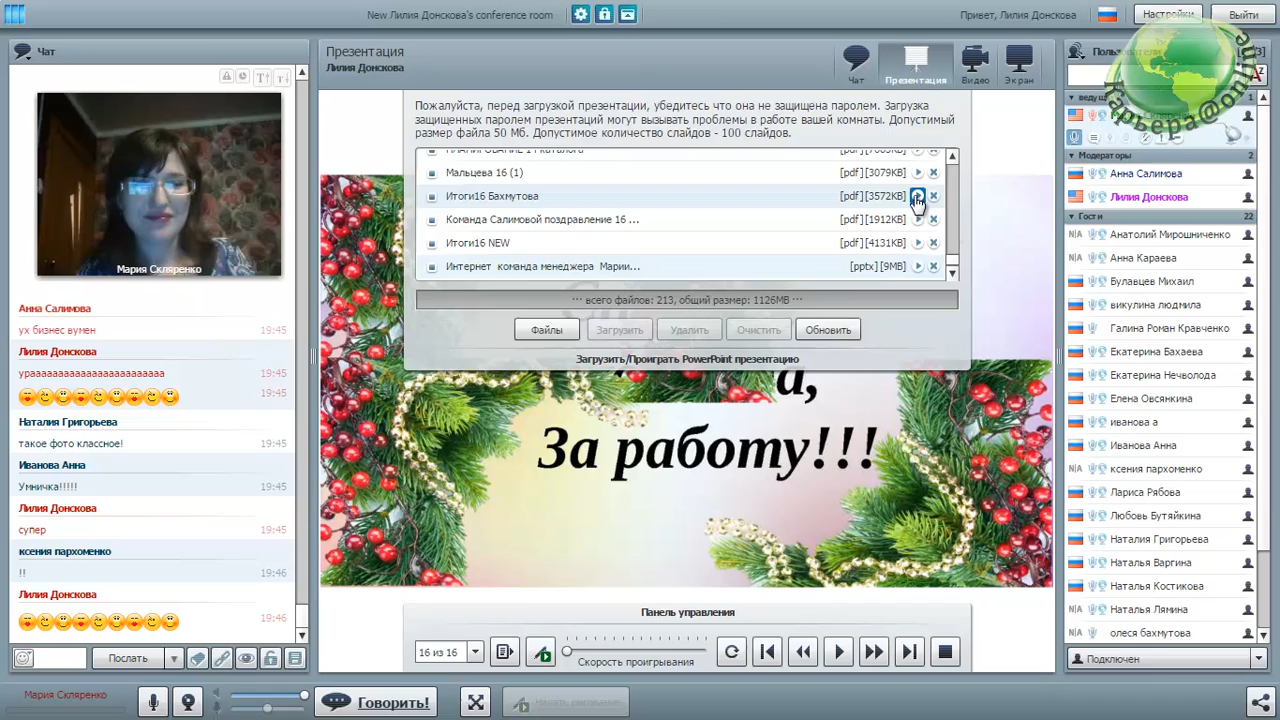 New Лилия Донскова's conference room
Привет, Лилия Донскова
Настройки
Выйти
Чат
Мария Скляренко
Анна Салимова
ух бизнес вумен
19:45
Лилия Донскова
урааааааааааааааааааааааа
19:45
19:45
Наталия Григорьева
такое фото классное!
19:45
Иванова Анна
Умничка!!!!!
19:45
Лилия Донскова
супер
19:45
ксения пархоменко
!!
19:46
Лилия Донскова
19:46
Послать
Презентация
Лилия Донскова
Чат
Презентация
Видео
Экран
Пожалуйста, перед загрузкой презентации, убедитесь что она не защищена паролем. Загрузка
защищенных паролем презентаций могут вызывать проблемы в работе вашей комнаты. Допустимый
размер файла 50 Мб. Допустимое количество слайдов - 100 слайдов.
Мальцева 16 (1) [pdf][3079KB]
Итоги16 Бахмутова [pdf][3572KB]
Команда Салимовой поздравление 16 ... [pdf][1912KB]
Итоги16 NEW [pdf][4131KB]
Интернет команда менеджера Марии... [pptx][9MB]
··· всего файлов: 213, общий размер: 1126MB ···
Файлы
Загрузить
Удалить
Очистить
Обновить
Загрузить/Проиграть PowerPoint презентацию
За работу!!!
Панель управления
16 из 16
Скорость проигрывания
карьера@online
Модераторы 2
Анна Салимова
Лилия Донскова
Гости 22
N/A Анатолий Мирошниченко
N/A Анна Караева
Булавцев Михаил
викулина людмила
Галина Роман Кравченко
Екатерина Бахаева
Екатерина Нечволода
Елена Овсянкина
иванова а
Иванова Анна
N/A ксения пархоменко
Лариса Рябова
Любовь Бутяйкина
Наталия Григорьева
Наталья Варгина
Наталья Костикова
N/A Наталья Лямина
N/A олеся бахмутова
Подключен
Мария Скляренко
Говорить!